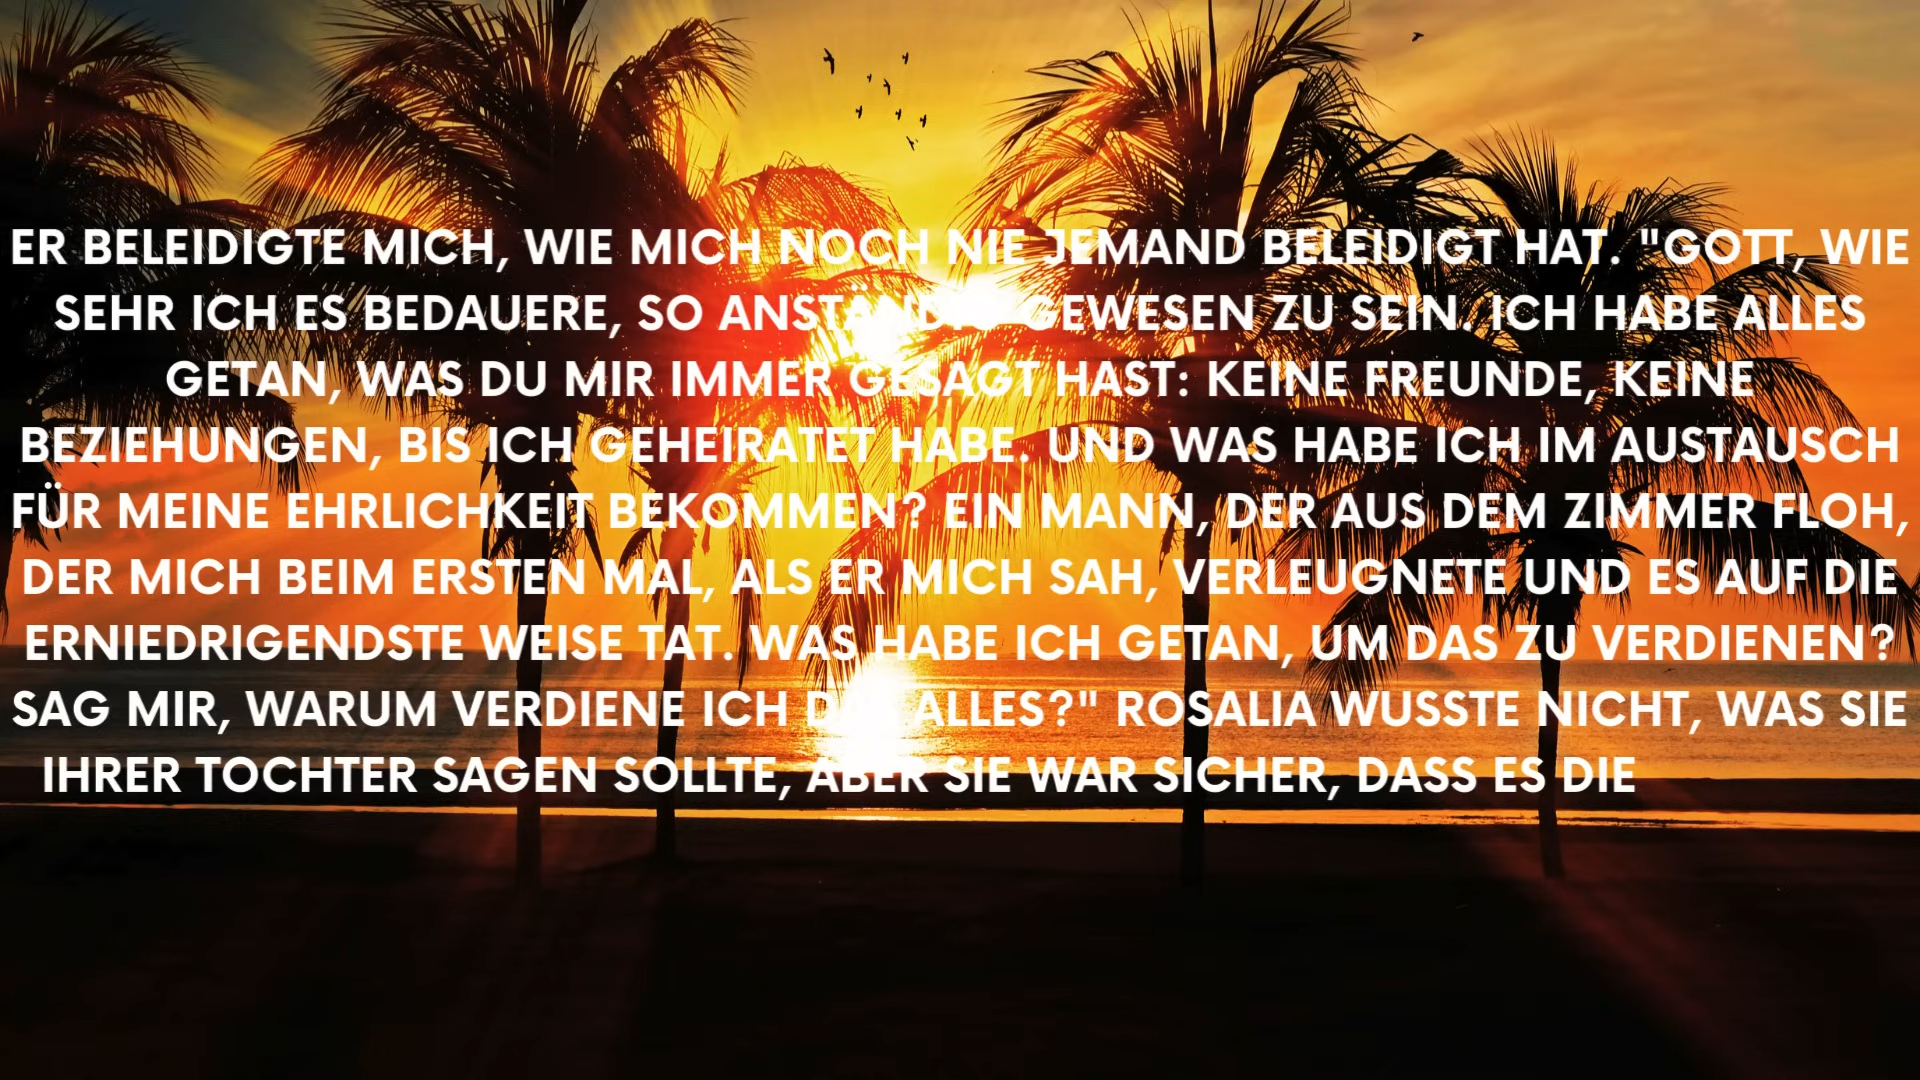 ER BELEIDIGTE MICH, WIE MICH NOCH NIE JEMAND BELEIDIGT HAT. "GOTT, WIE
SEHR ICH ES BEDAUERE, SO ANSTÄNDIG GEWESEN ZU SEIN. ICH HABE ALLES
GETAN, WAS DU MIR IMMER GESAGT HAST: KEINE FREUNDE, KEINE
BEZIEHUNGEN, BIS ICH GEHEIRATET HABE. UND WAS HABE ICH IM AUSTAUSCH
FÜR MEINE EHRLICHKEIT BEKOMMEN? EIN MANN, DER AUS DEM ZIMMER FLOH,
DER MICH BEIM ERSTEN MAL, ALS ER MICH SAH, VERLEUGNETE UND ES AUF DIE
ERNIEDRIGENDSTE WEISE TAT. WAS HABE ICH GETAN, UM DAS ZU VERDIENEN?
SAG MIR, WARUM VERDIENE ICH DAS ALLES?" ROSALIA WUSSTE NICHT, WAS SIE
IHRER TOCHTER SAGEN SOLLTE, ABER SIE WAR SICHER, DASS ES DIE